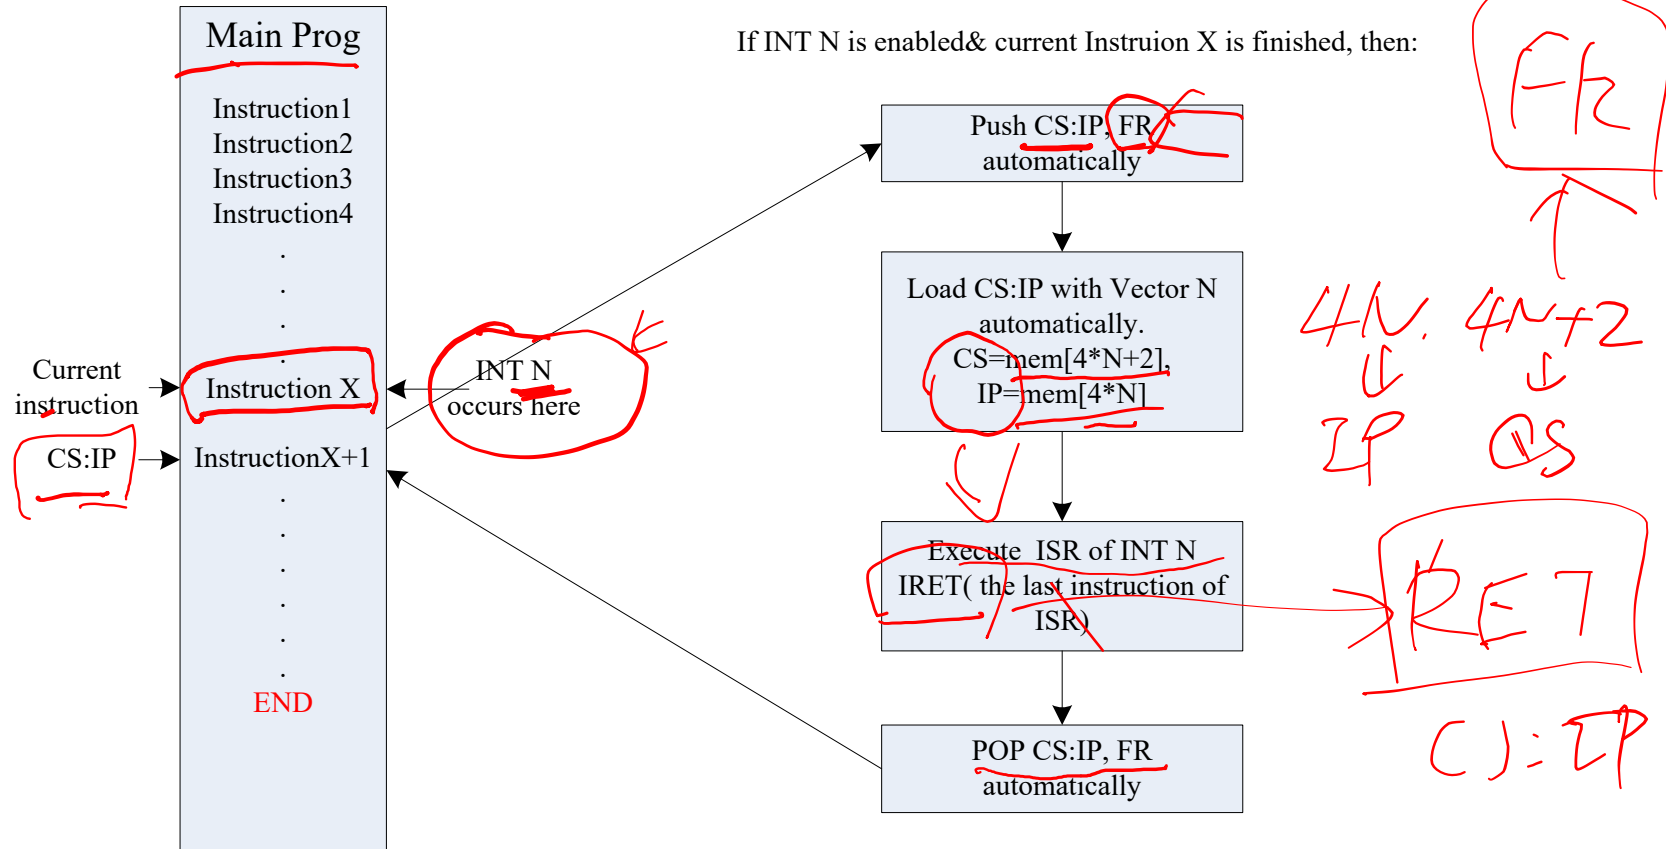 Main Prog
Instruction1
Instruction2
Instruction3
Instruction4
.
.
.
.
Current
instruction
Instruction X
CS:IP
InstructionX+1
.
.
.
.
.
.
END
INT N
occurs here
If INT N is enabled& current Instruion X is finished, then:
Push CS:IP, FR
automatically
Load CS:IP with Vector N
automatically.
CS=mem[4*N+2],
IP=mem[4*N]
Execute ISR of INT N
IRET( the last instruction of
ISR)
POP CS:IP, FR
automatically
FR
4N. 4N+2
IP CS
RET
CS:IP